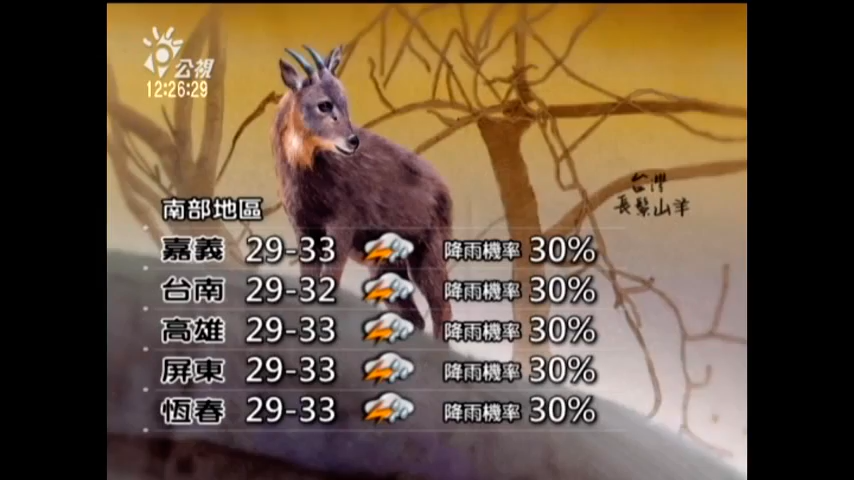 公視
12:26:29
台灣
長鬃山羊
南部地區
嘉義 29-33 降雨機率 30%
台南 29-32 降雨機率 30%
高雄 29-33 降雨機率 30%
屏東 29-33 降雨機率 30%
恆春 29-33 降雨機率 30%